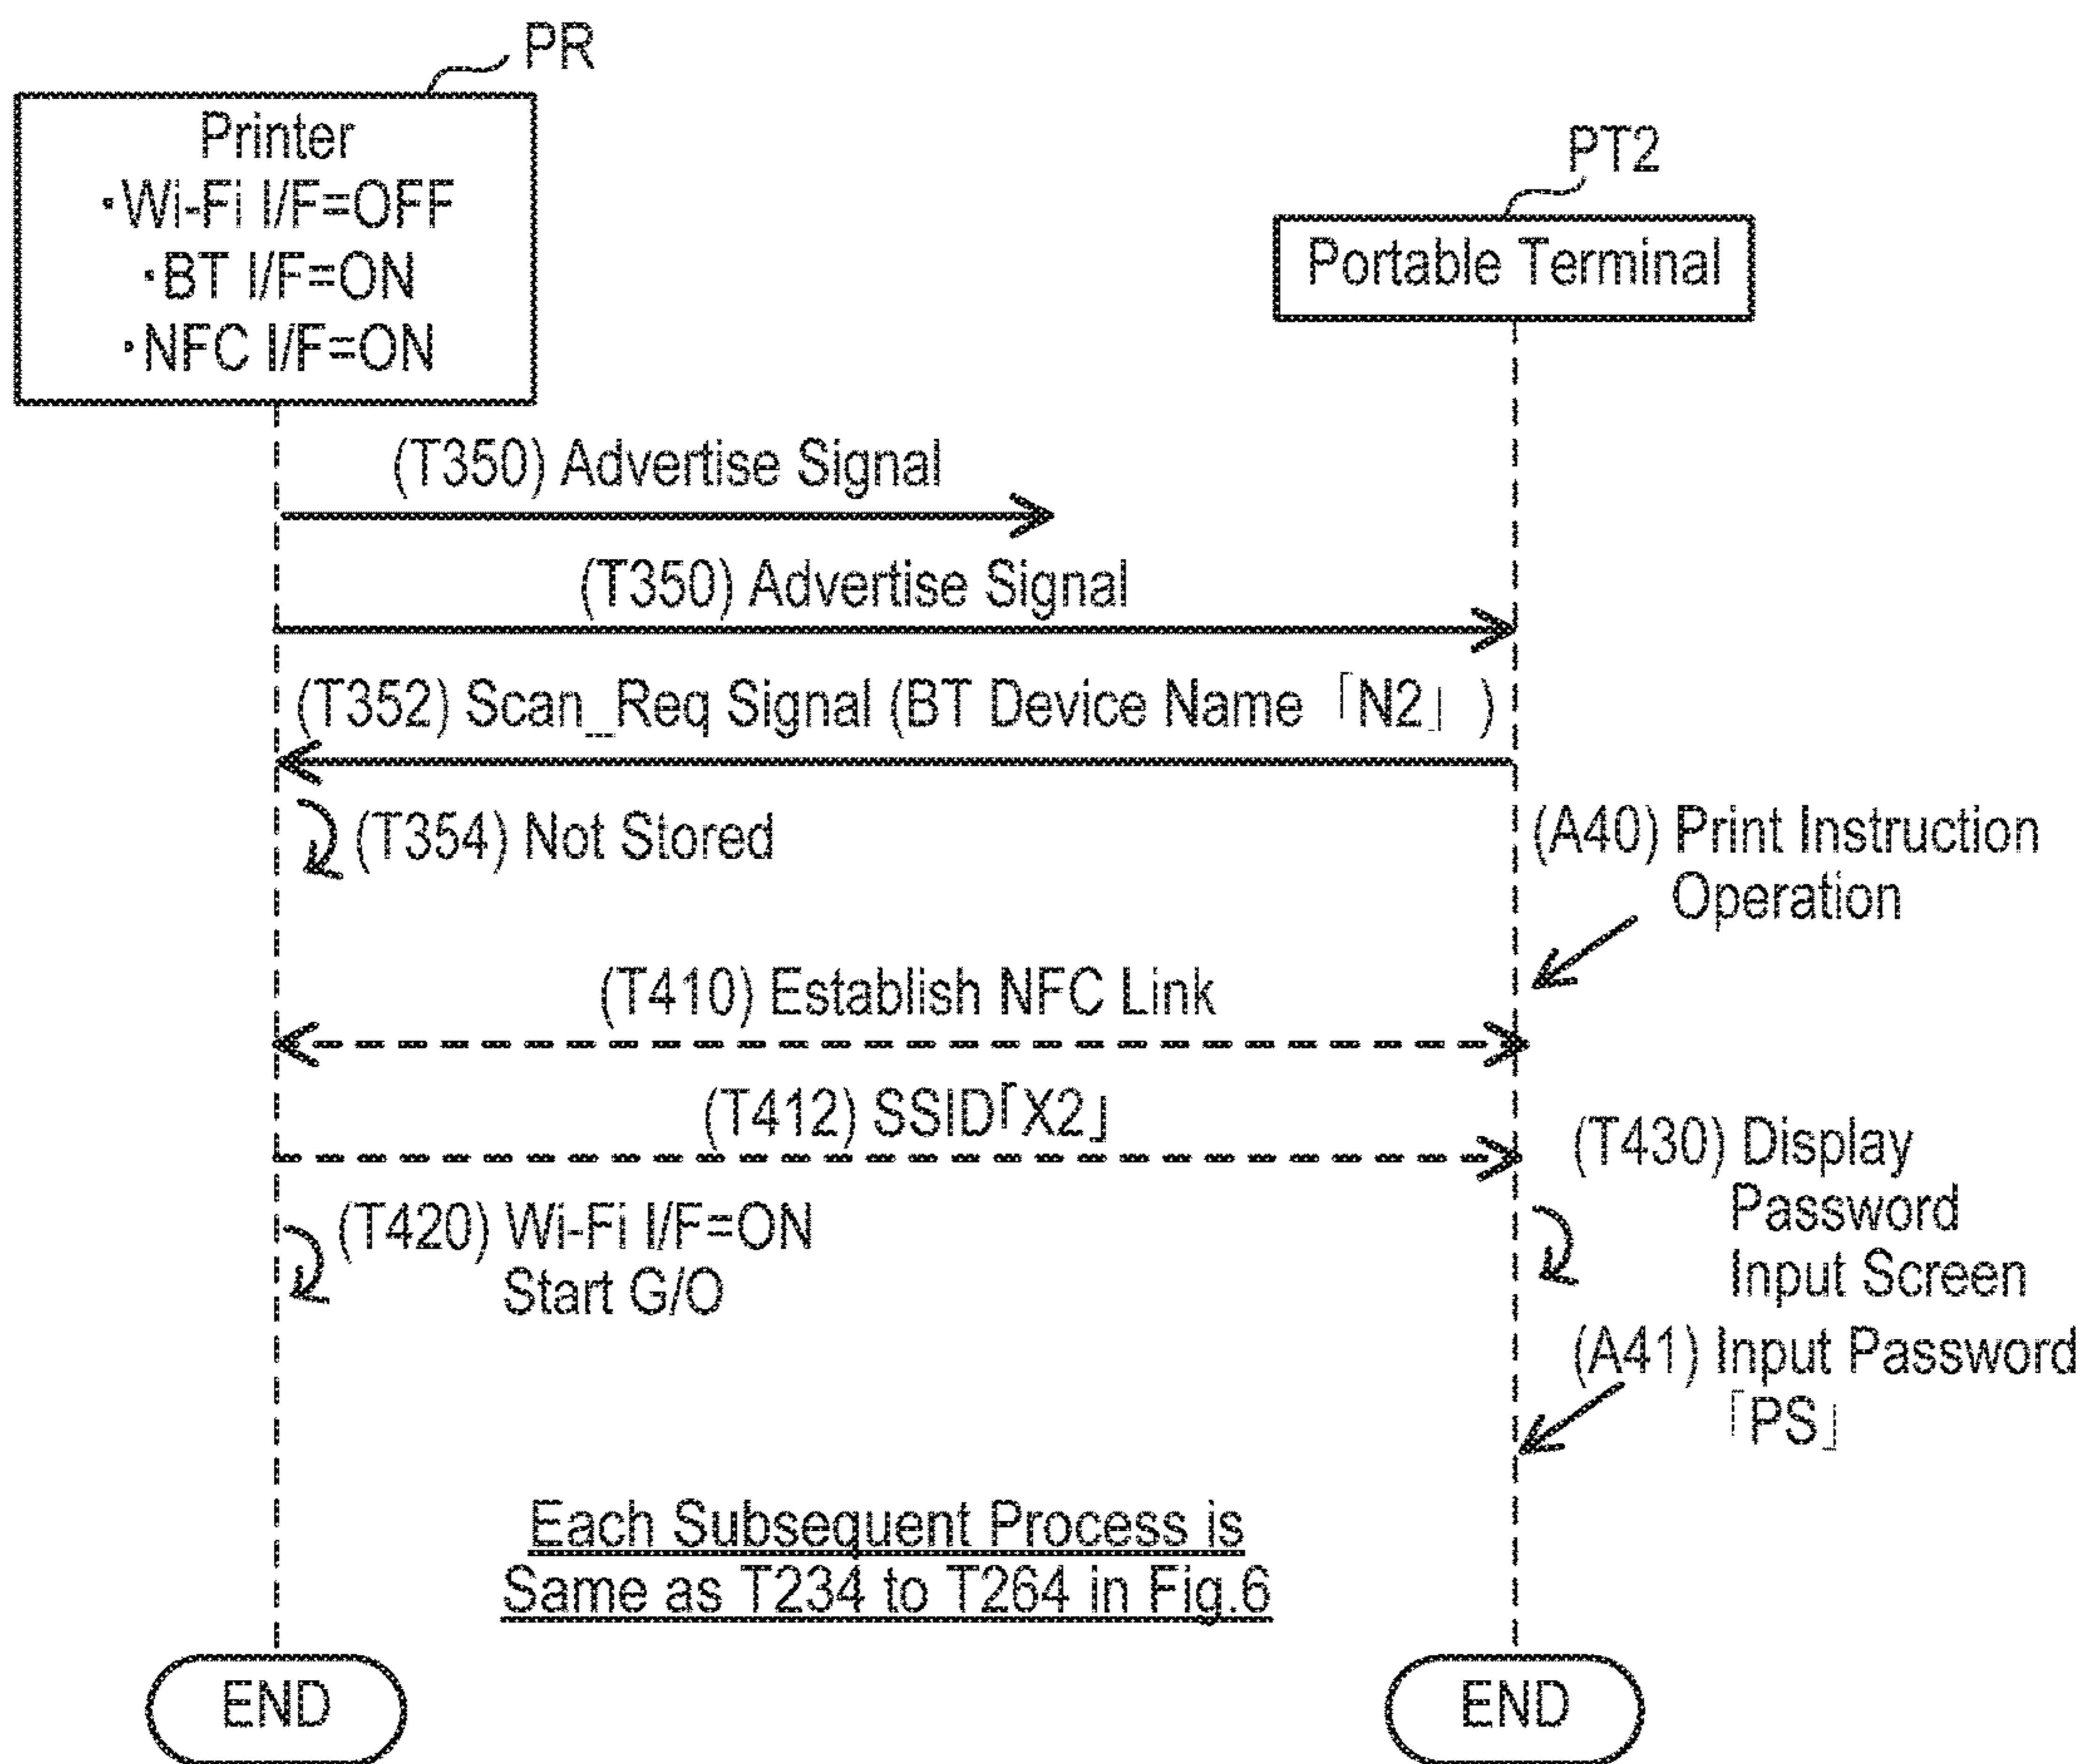 PR
Printer
・Wi-Fi I/F=OFF
・BT I/F=ON
・NFC I/F=ON
PT2
Portable Terminal
(T350) Advertise Signal
(T350) Advertise Signal
(T352) Scan_Req Signal (BT Device Name「N2」)
(T354) Not Stored
(A40) Print Instruction
Operation
(T410) Establish NFC Link
(T412) SSID「X2」
(T430) Display
Password
Input Screen
(T420) Wi-Fi I/F=ON
Start G/O
(A41) Input Password
「PS」
Each Subsequent Process is
Same as T234 to T264 in Fig.6
END
END